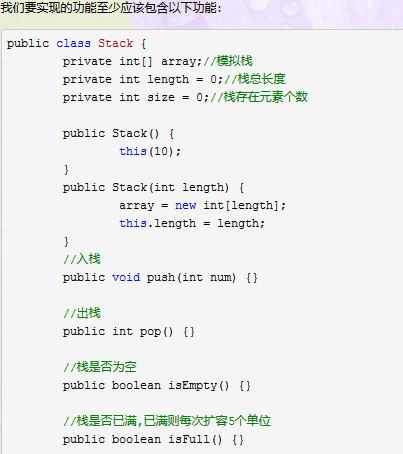 我们要实现的功能至少应该包含以下功能:
public class Stack {
private int[] array;//模拟栈
private int length = 0;//栈总长度
private int size = 0;//栈存在元素个数
public Stack() {
this(10);
}
public Stack(int length) {
array = new int[length];
this.length = length;
}
//入栈
public void push(int num) {}
//出栈
public int pop() {}
//栈是否为空
public boolean isEmpty() {}
//栈是否已满,已满则每次扩容5个单位
public boolean isFull() {}